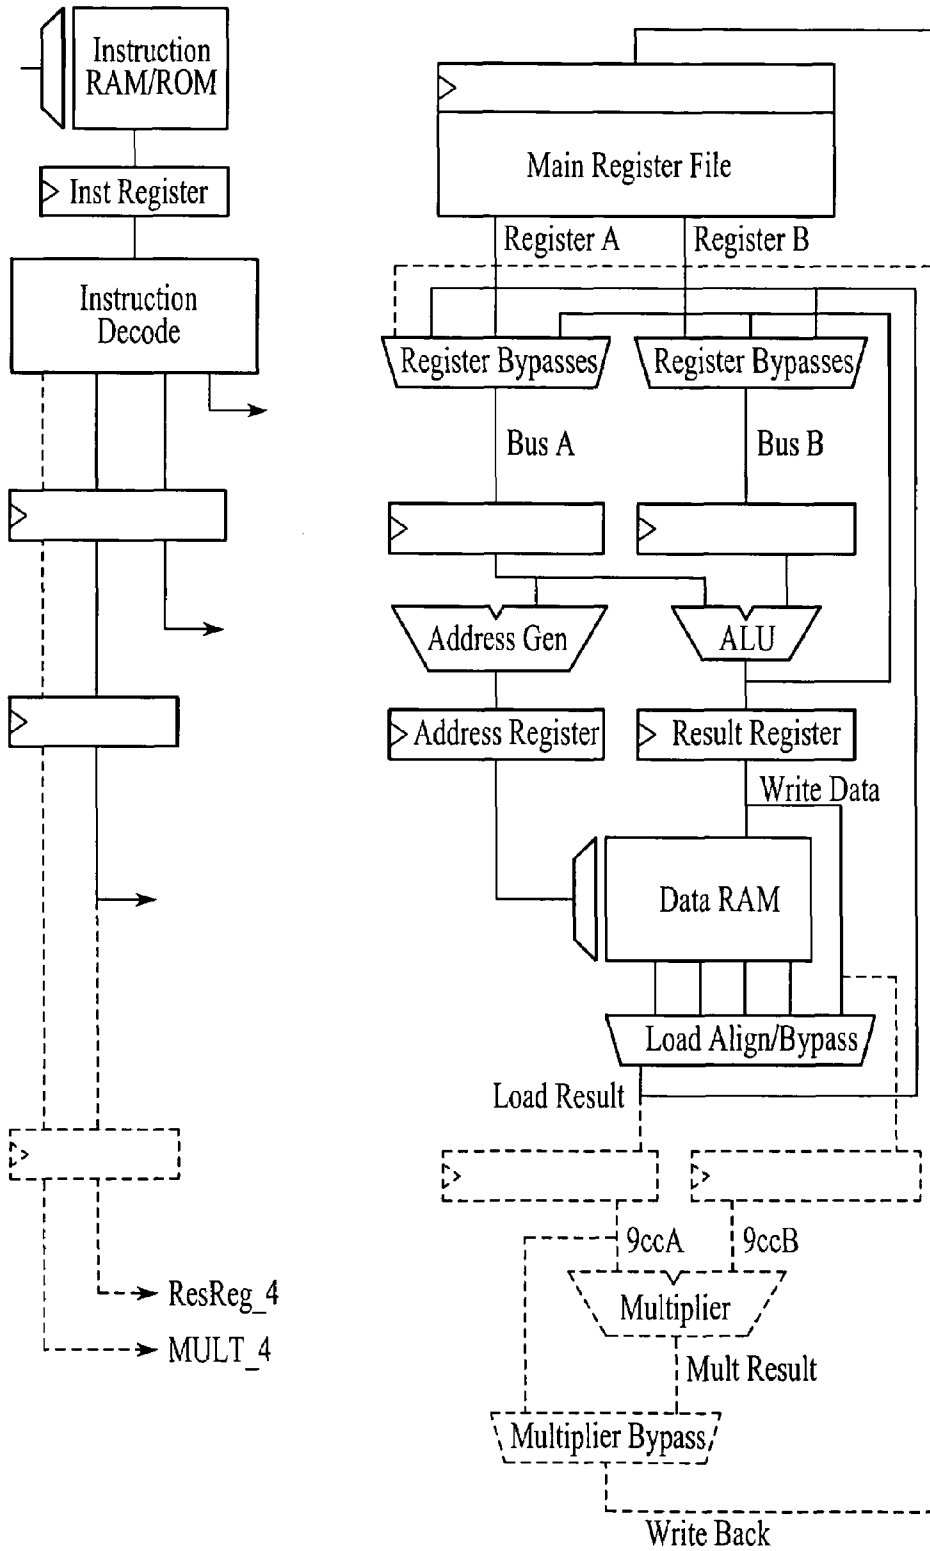 Instruction
RAM/ROM
Inst Register
Instruction
Decode
ResReg_4
MULT_4
Main Register File
Register A
Register B
Register Bypasses
Register Bypasses
Bus A
Bus B
Address Gen
ALU
Address Register
Result Register
Write Data
Data RAM
Load Align/Bypass
Load Result
9ccA
9ccB
Multiplier
Mult Result
Multiplier Bypass
Write Back